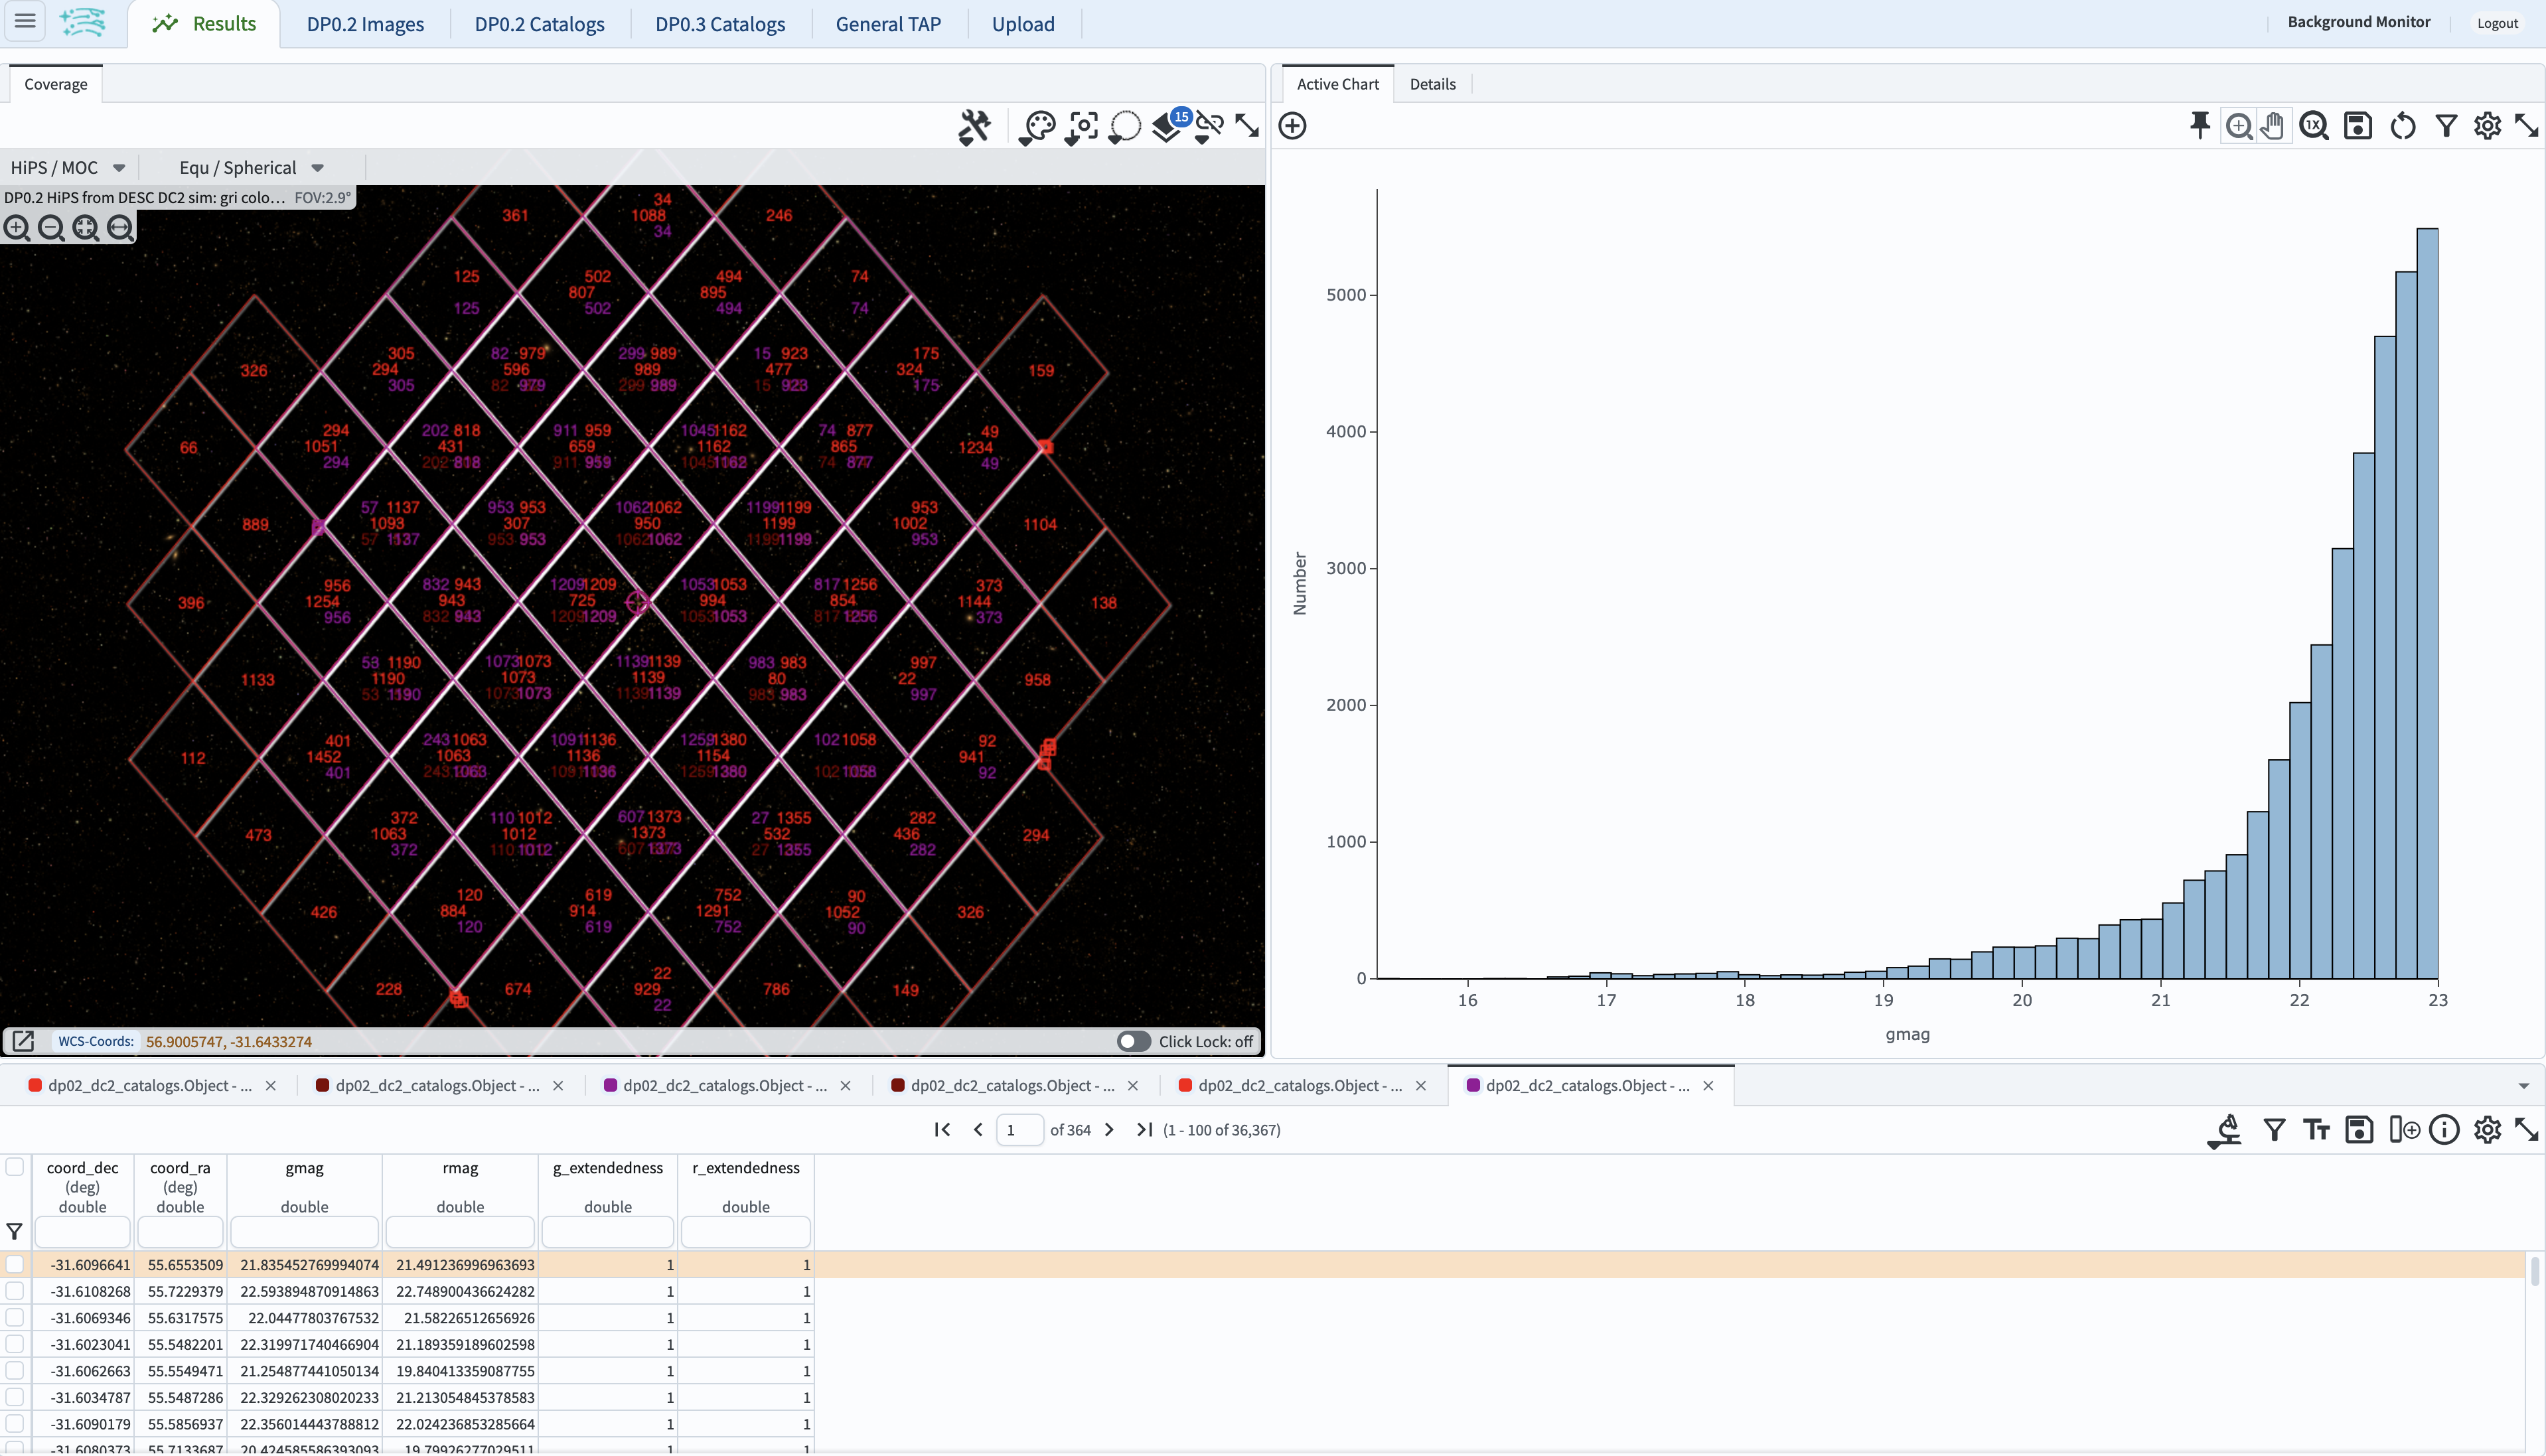 Results DP0.2 Images DP0.2 Catalogs DP0.3 Catalogs General TAP Upload Background Monitor Logout
Coverage
15
HiPS / MOC Equ / Spherical
DP0.2 HiPS from DESC DC2 sim: gri colo... FOV:2.9°
34
361 1088 246
34
125 502 494 74
807 895
125 502 494 74
305 82 979 299 989 15 923 175
326 294 596 989 477 324 159
305 82 979 299 989 15 923 175
294 202 818 911 959 1045 1162 74 877 49
66 1051 431 659 1162 865 1234
294 202 818 911 959 1045 1162 74 877 49
57 1137 953 953 1062 1062 1199 1199 953
889 1093 307 950 1199 1002 1104
57 1137 953 953 1062 1062 1199 1199 953
956 832 943 1209 1209 1053 1053 817 1256 373
396 1254 943 725 994 854 1144 138
956 832 943 1209 1209 1053 1053 817 1256 373
53 1190 1073 1073 1139 1139 983 983 997
1133 1190 1073 1139 80 22 958
53 1190 1073 1073 1139 1139 983 983 997
401 243 1063 1091 1136 1259 1380 102 1058 92
112 1452 1063 1136 1154 941
401 243 1063 1091 1136 1259 1380 102 1058 92
372 110 1012 607 1373 27 1355 282
473 1063 1012 1373 532 436 294
372 110 1012 607 1373 27 1355 282
120 619 752 90
426 884 914 1291 1052 326
120 619 752 90
22
228 674 929 786 149
22
WCS-Coords: 56.9005747, -31.6433274 Click Lock: off
Active Chart Details
1X
5000
4000
3000
2000
1000
0
Number
16 17 18 19 20 21 22 23
gmag
dp02_dc2_catalogs.Object - ... dp02_dc2_catalogs.Object - ... dp02_dc2_catalogs.Object - ... dp02_dc2_catalogs.Object - ... dp02_dc2_catalogs.Object - ... dp02_dc2_catalogs.Object - ...
1 of 364 (1 - 100 of 36,367)
coord_dec coord_ra gmag rmag g_extendedness r_extendedness
(deg) (deg)
double double double double double double
-31.6096641 55.6553509 21.835452769994074 21.491236996963693 1 1
-31.6108268 55.7229379 22.593894870914863 22.748900436624282 1 1
-31.6069346 55.6317575 22.04477803767532 21.58226512656926 1 1
-31.6023041 55.5482201 22.319971740466904 21.189359189602598 1 1
-31.6062663 55.5549471 21.254877441050134 19.840413359087755 1 1
-31.6034787 55.5487286 22.329262308020233 21.213054845378583 1 1
-31.6090179 55.5856937 22.356014443788812 22.024236853285664 1 1
-31.6080373 55.7133687 20.424585586393093 19.79926277029511 1 1